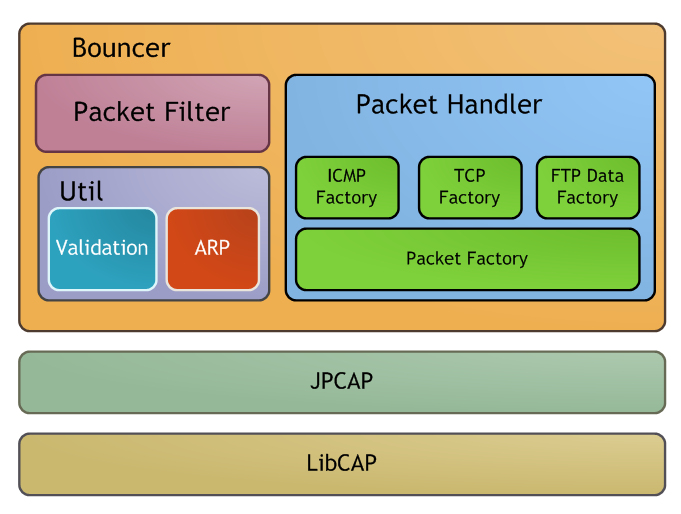 Bouncer
Packet Filter
Packet Handler
Util
Validation
ARP
ICMP
Factory
TCP
Factory
FTP Data
Factory
Packet Factory
JPCAP
LibCAP